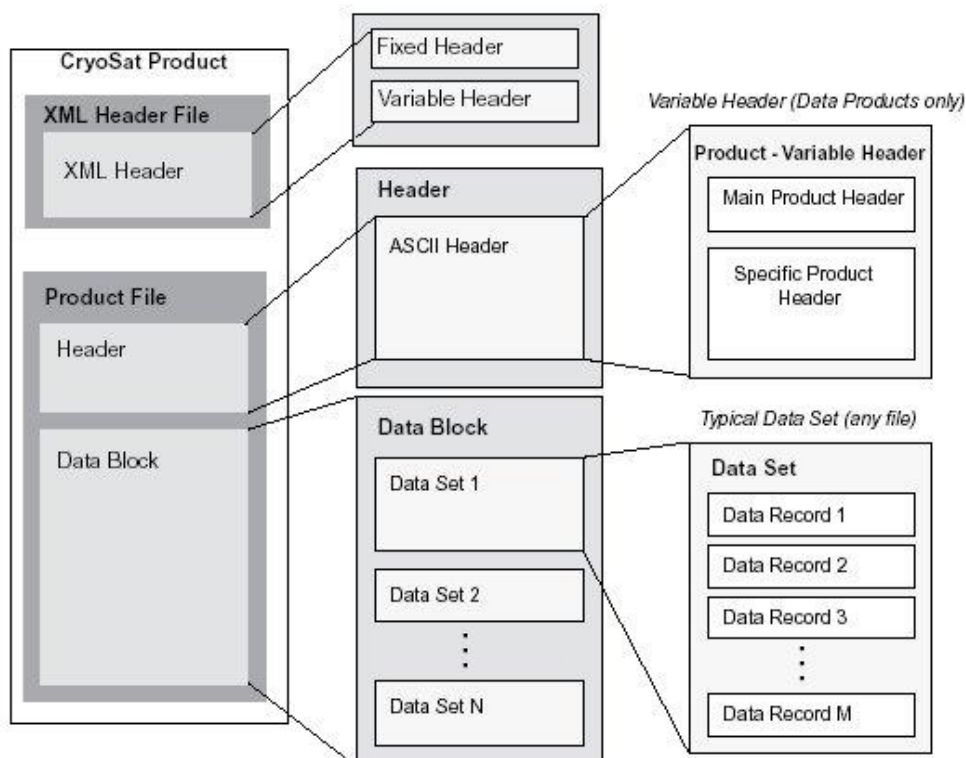 CryoSat Product
XML Header File
XML Header
Product File
Header
Data Block
Fixed Header
Variable Header
Header
ASCII Header
Data Block
Data Set 1
Data Set 2
Data Set N
Variable Header (Data Products only)
Product - Variable Header
Main Product Header
Specific Product
Header
Typical Data Set (any file)
Data Set
Data Record 1
Data Record 2
Data Record 3
Data Record M